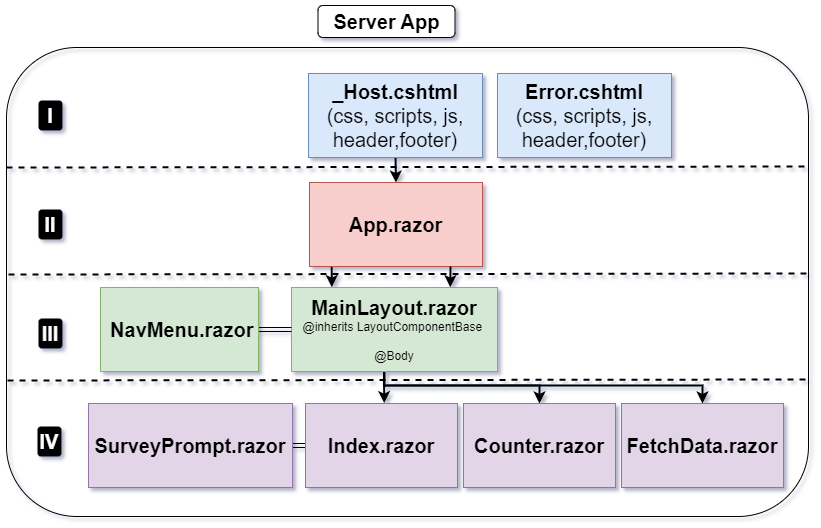 Server App
I
_Host.cshtml
(css, scripts, js,
header,footer)
Error.cshtml
(css, scripts, js,
header,footer)
II
App.razor
III
NavMenu.razor
MainLayout.razor
@inherits LayoutComponentBase
@Body
IV
SurveyPrompt.razor
Index.razor
Counter.razor
FetchData.razor